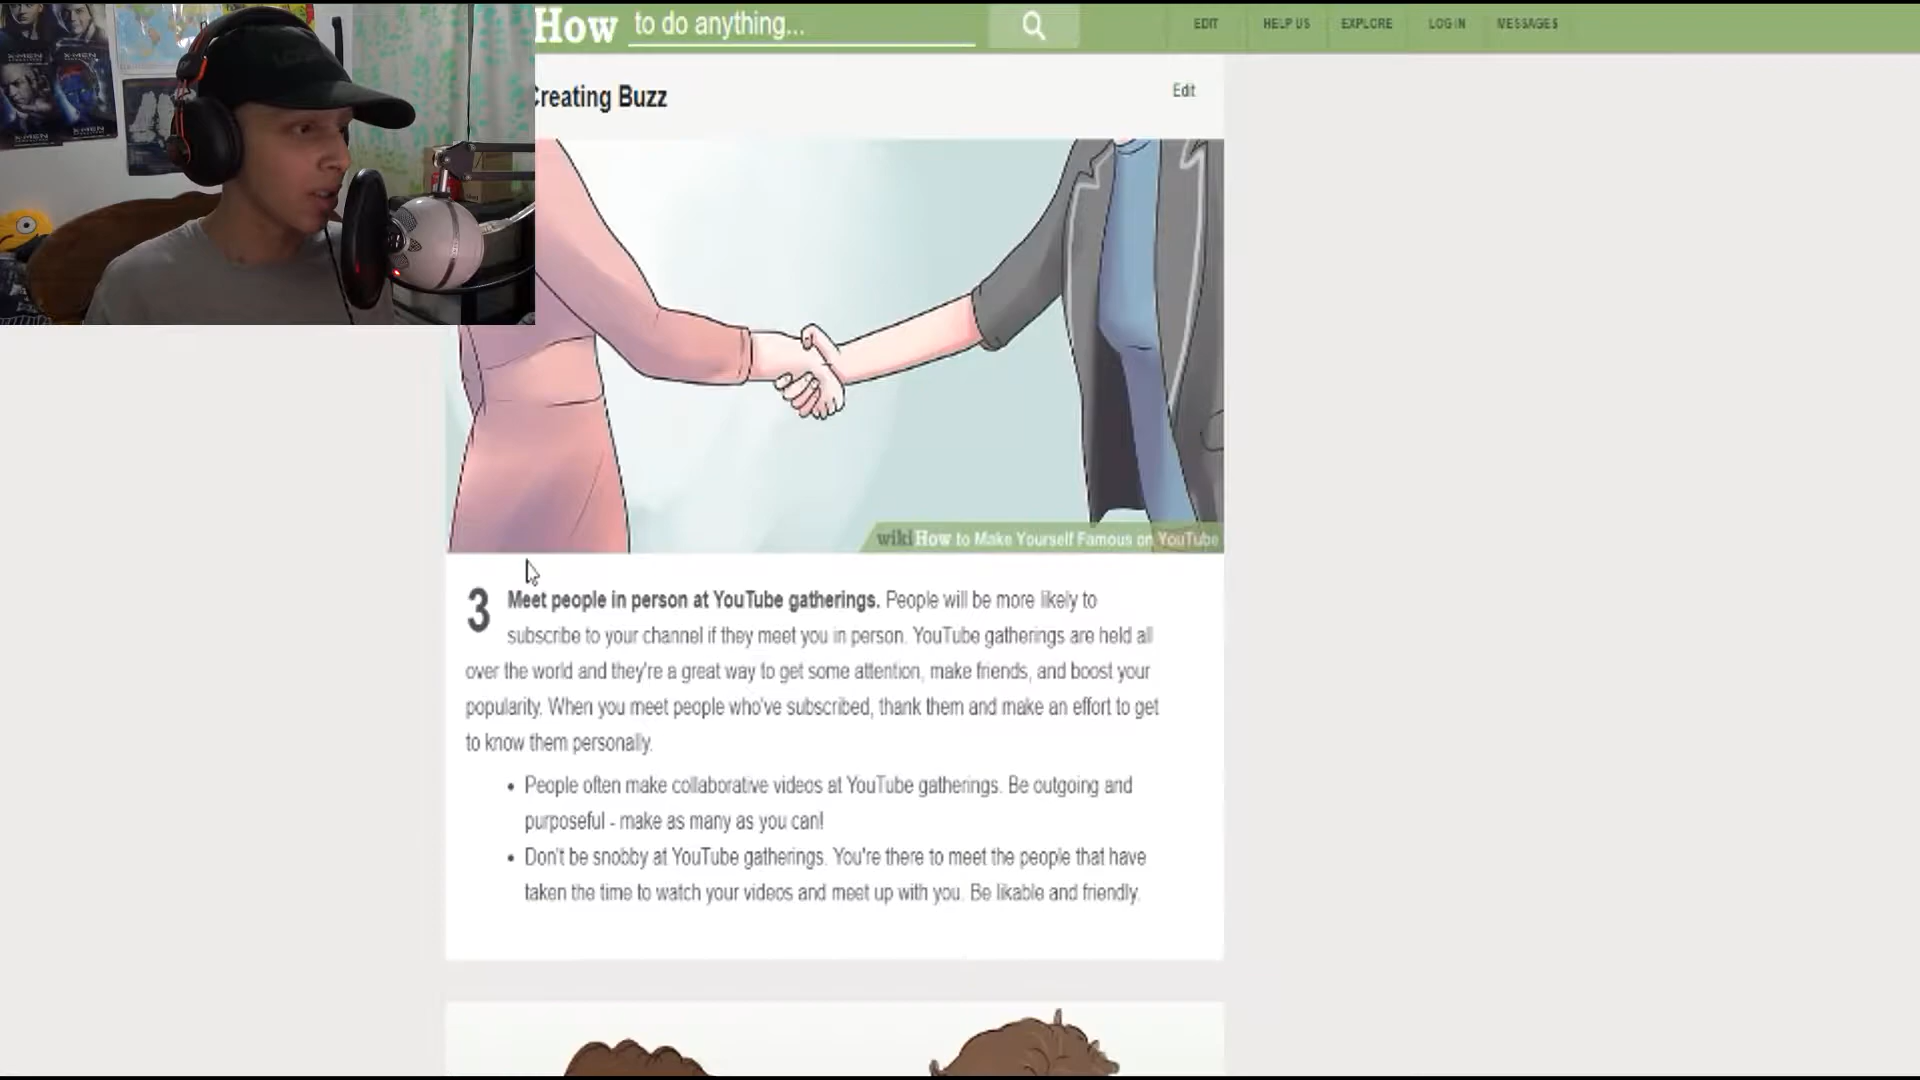 How to do anything...
EDIT HELP US EXPLORE LOG IN MESSAGES
Creating Buzz
Edit
X-MEN
X-MEN
wikiHow to Make Yourself Famous on YouTube
3 Meet people in person at YouTube gatherings. People will be more likely to
subscribe to your channel if they meet you in person. YouTube gatherings are held all
over the world and they're a great way to get some attention, make friends, and boost your
popularity. When you meet people who've subscribed, thank them and make an effort to get
to know them personally.
• People often make collaborative videos at YouTube gatherings. Be outgoing and
purposeful - make as many as you can!
• Don't be snobby at YouTube gatherings. You're there to meet the people that have
taken the time to watch your videos and meet up with you. Be likable and friendly.